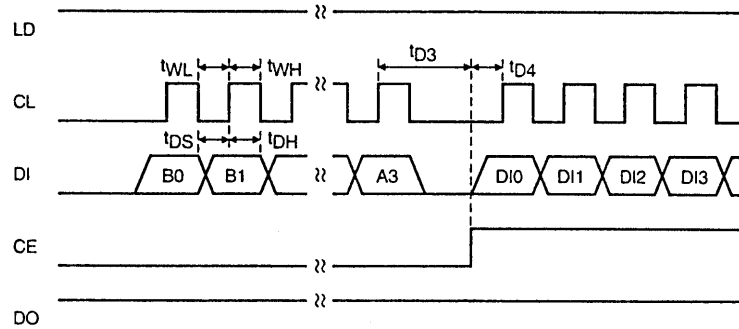 LD
tD3
tWL
tWH
tD4
CL
tDS
tDH
DI
B0
B1
A3
DI0
DI1
DI2
DI3
CE
DO